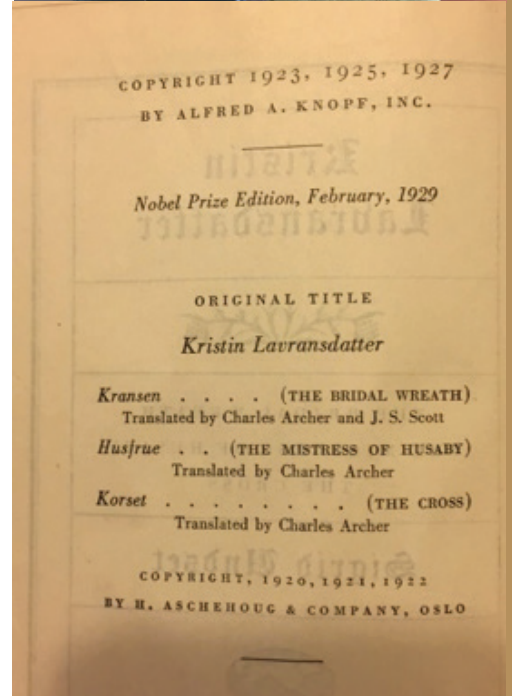 COPYRIGHT 1923, 1925, 1927
BY ALFRED A. KNOPF, INC.
Nobel Prize Edition, February, 1929
ORIGINAL TITLE
Kristin Lavransdatter
Kransen . . . . (THE BRIDAL WREATH)
Translated by Charles Archer and J. S. Scott
Husfrue . . (THE MISTRESS OF HUSABY)
Translated by Charles Archer
Korset . . . . . . . . (THE CROSS)
Translated by Charles Archer
COPYRIGHT, 1920, 1921, 1922
BY H. ASCHEHOUG & COMPANY, OSLO